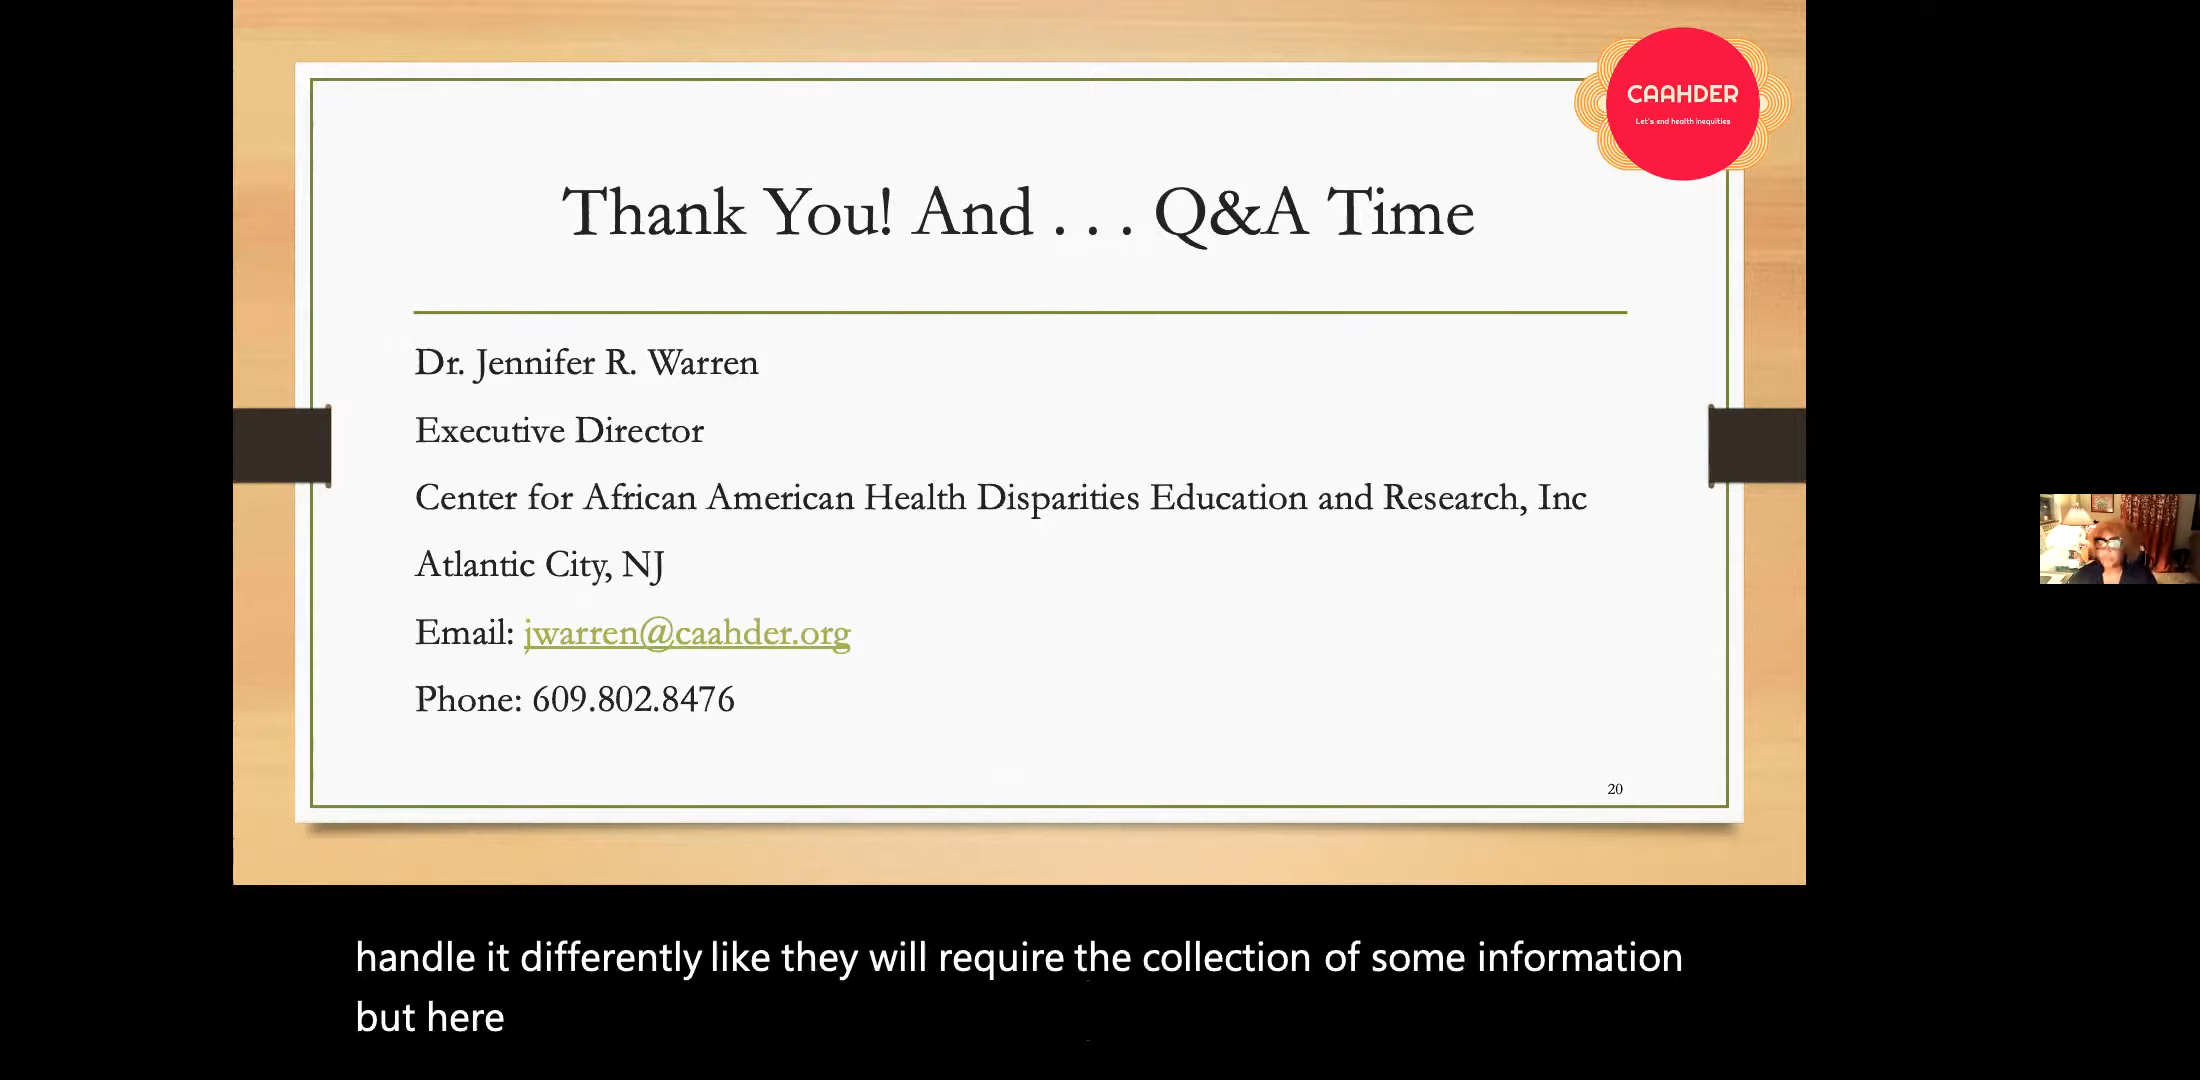 CAAHDER
Let's end health inequities
Thank You! And . . . Q&A Time
Dr. Jennifer R. Warren
Executive Director
Center for African American Health Disparities Education and Research, Inc
Atlantic City, NJ
Email: jwarren@caahder.org
Phone: 609.802.8476
20
handle it differently like they will require the collection of some information
but here